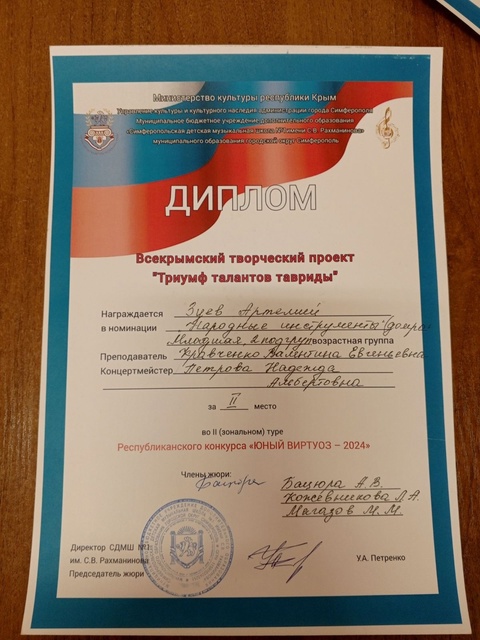 Министерство культуры республики Крым
Управление культуры и культурного наследия администрации города Симферополь
Муниципальное бюджетное учреждение дополнительного образования
«Симферопольская детская музыкальная школа №1 имени С.В. Рахманинова»
муниципального образования городской округ Симферополь
ДИПЛОМ
Всекрымский творческий проект
"Триумф талантов тавриды"
Награждается Зуев Артемий
в номинации Народные инструменты (домра)
Младшая, 2 подгруп возрастная группа
Преподаватель Кравченко Валентина Евгеньевна
Концертмейстер Петрова Надежда
Альбертовна
за II место
во II (зональном) туре
Республиканского конкурса «ЮНЫЙ ВИРТУОЗ – 2024»
Члены жюри: Бацюра А.В.
Кожевникова Л.А.
Магазов М.М.
Директор СДМШ №1
им. С.В. Рахманинова
Председатель жюри
У.А. Петренко